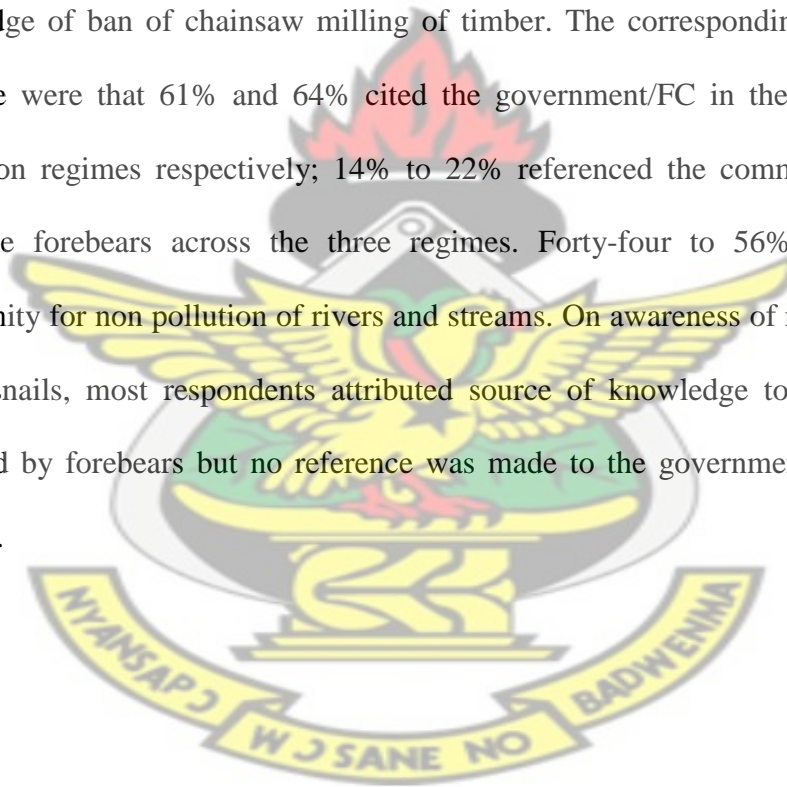 dge of ban of chainsaw milling of timber. The correspondin
e were that 61% and 64% cited the government/FC in the
on regimes respectively; 14% to 22% referenced the comm
e forebears across the three regimes. Forty-four to 56%
nity for non pollution of rivers and streams. On awareness of
snails, most respondents attributed source of knowledge to
d by forebears but no reference was made to the governme
.
NYANSAPƆ WƆSANE NO BADWENMA